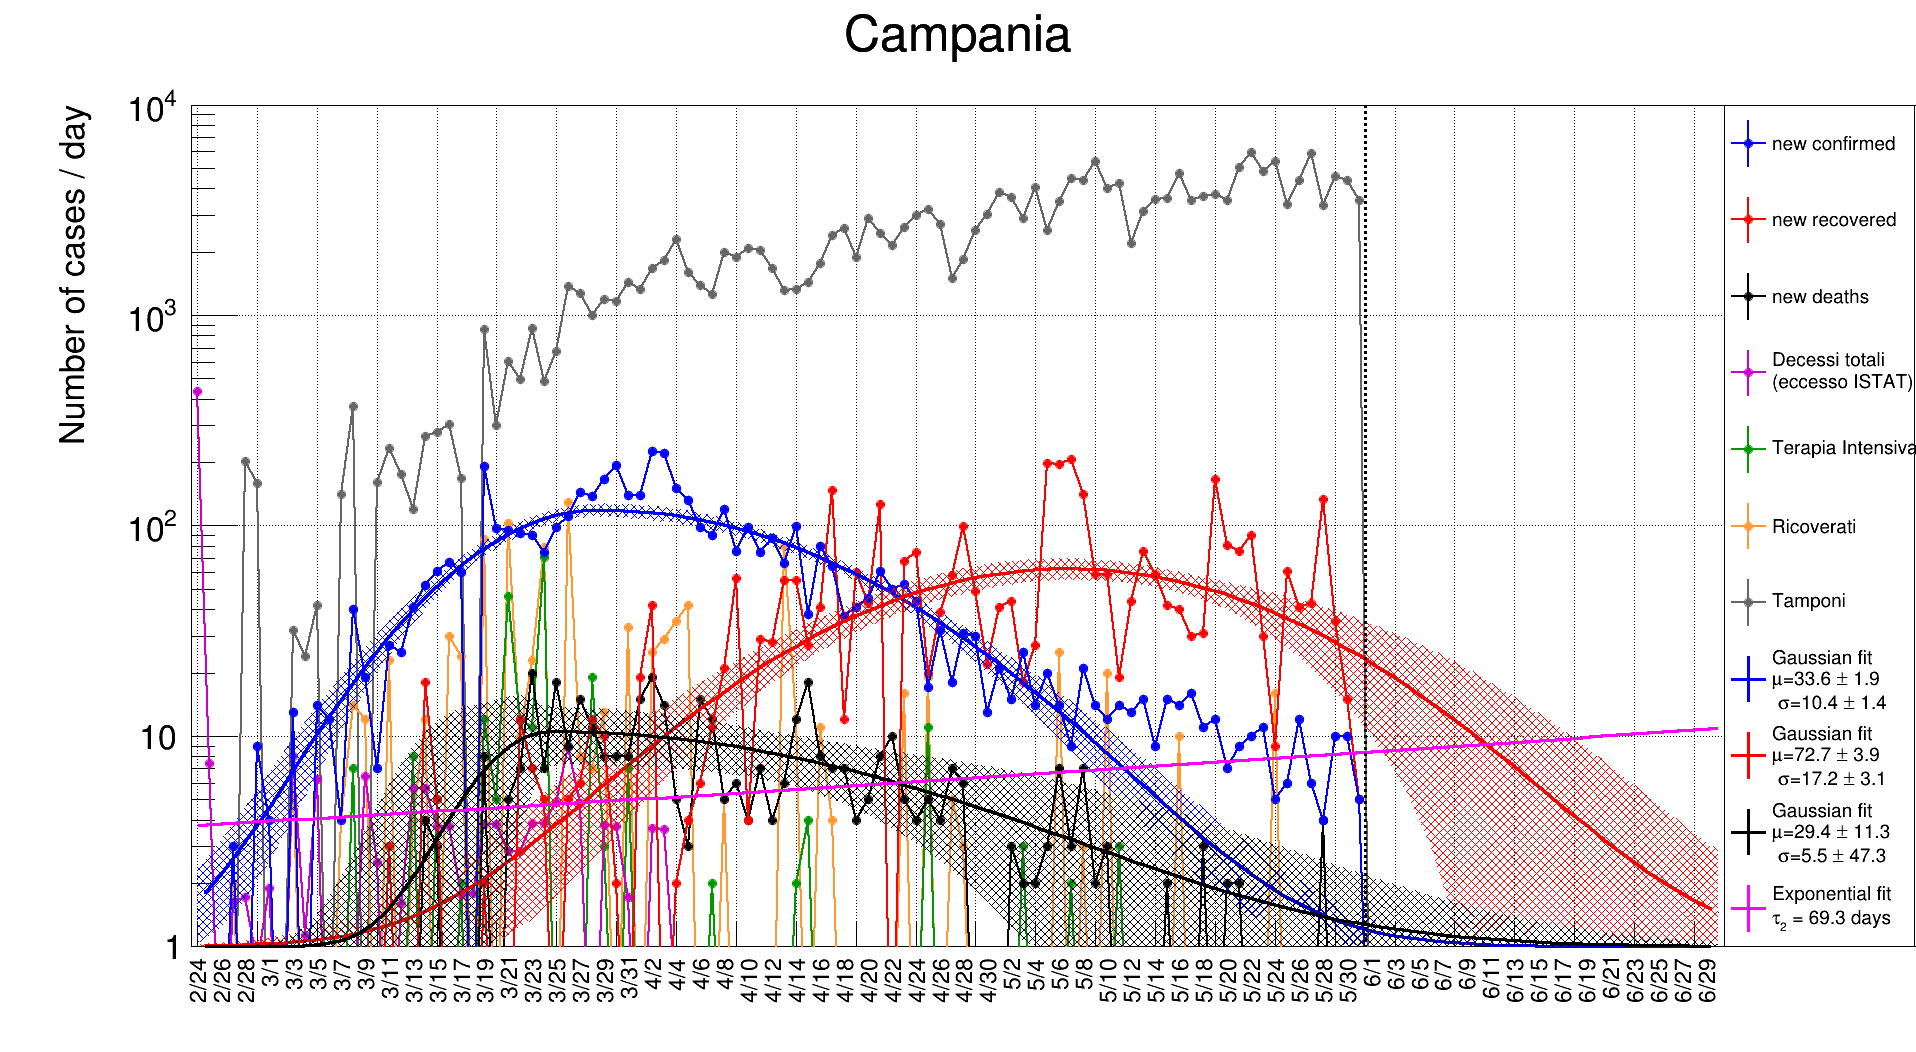 Campania
Number of cases / day
10^4
10^3
10^2
10
1
2/24 2/26 2/28 3/1 3/3 3/5 3/7 3/9 3/11 3/13 3/15 3/17 3/19 3/21 3/23 3/25 3/27 3/29 3/31 4/2 4/4 4/6 4/8 4/10 4/12 4/14 4/16 4/18 4/20 4/22 4/24 4/26 4/28 4/30 5/2 5/4 5/6 5/8 5/10 5/12 5/14 5/16 5/18 5/20 5/22 5/24 5/26 5/28 5/30 6/1 6/3 6/5 6/7 6/9 6/11 6/13 6/15 6/17 6/19 6/21 6/23 6/25 6/27 6/29
new confirmed
new recovered
new deaths
Decessi totali
(eccesso ISTAT)
Terapia Intensiva
Ricoverati
Tamponi
Gaussian fit
μ=33.6 ± 1.9
σ=10.4 ± 1.4
Gaussian fit
μ=72.7 ± 3.9
σ=17.2 ± 3.1
Gaussian fit
μ=29.4 ± 11.3
σ=5.5 ± 47.3
Exponential fit
τ₂ = 69.3 days